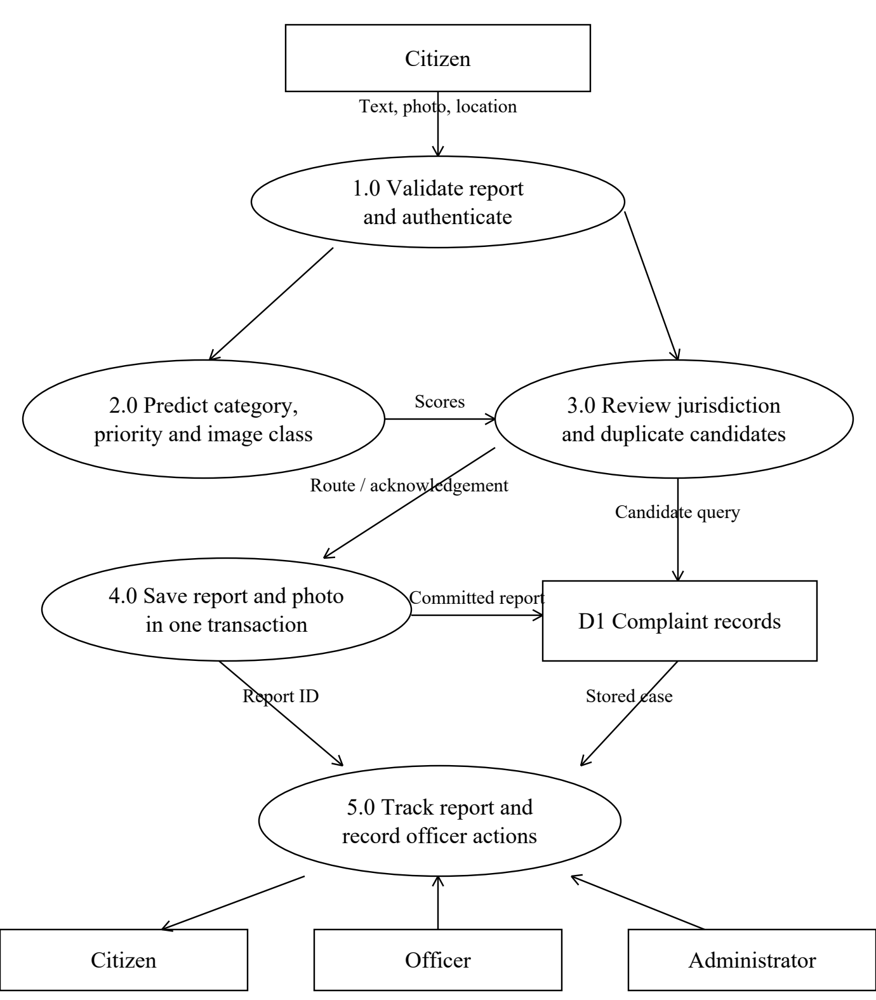 Citizen
Text, photo, location
1.0 Validate report
and authenticate
2.0 Predict category,
priority and image class
Scores
3.0 Review jurisdiction
and duplicate candidates
Route / acknowledgement
Candidate query
4.0 Save report and photo
in one transaction
Committed report
D1 Complaint records
Report ID
Stored case
5.0 Track report and
record officer actions
Citizen
Officer
Administrator